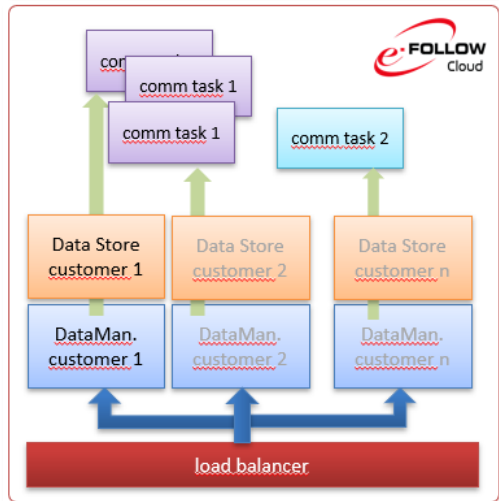 e-FOLLOW
Cloud
comm task 1
comm task 1
comm task 2
Data Store
customer 1
Data Store
customer 2
Data Store
customer n
DataMan.
customer 1
DataMan.
customer 2
DataMan.
customer n
load balancer